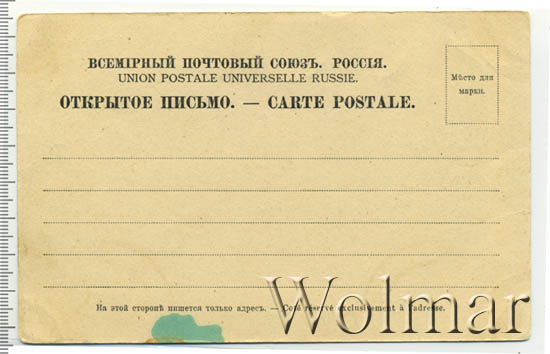 ВСЕМІРНЫЙ ПОЧТОВЫЙ СОЮЗЪ. РОССІЯ.
UNION POSTALE UNIVERSELLE RUSSIE.
ОТКРЫТОЕ ПИСЬМО. — CARTE POSTALE.
Мѣсто для
марки.
На этой сторонѣ пишется только адресъ. — Coté réservé exclusivement à l'adresse.
Wolmar